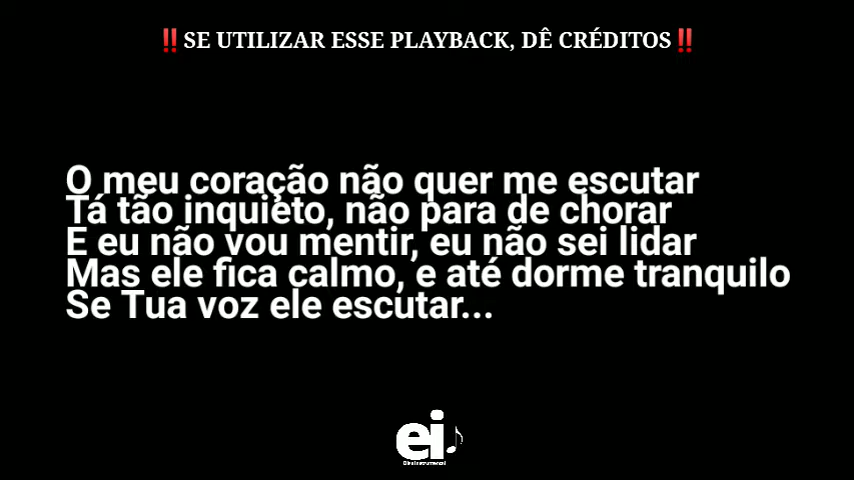 ‼️SE UTILIZAR ESSE PLAYBACK, DÊ CRÉDITOS‼️
O meu coração não quer me escutar
Tá tão inquieto, não para de chorar
E eu não vou mentir, eu não sei lidar
Mas ele fica calmo, e até dorme tranquilo
Se Tua voz ele escutar...
ei